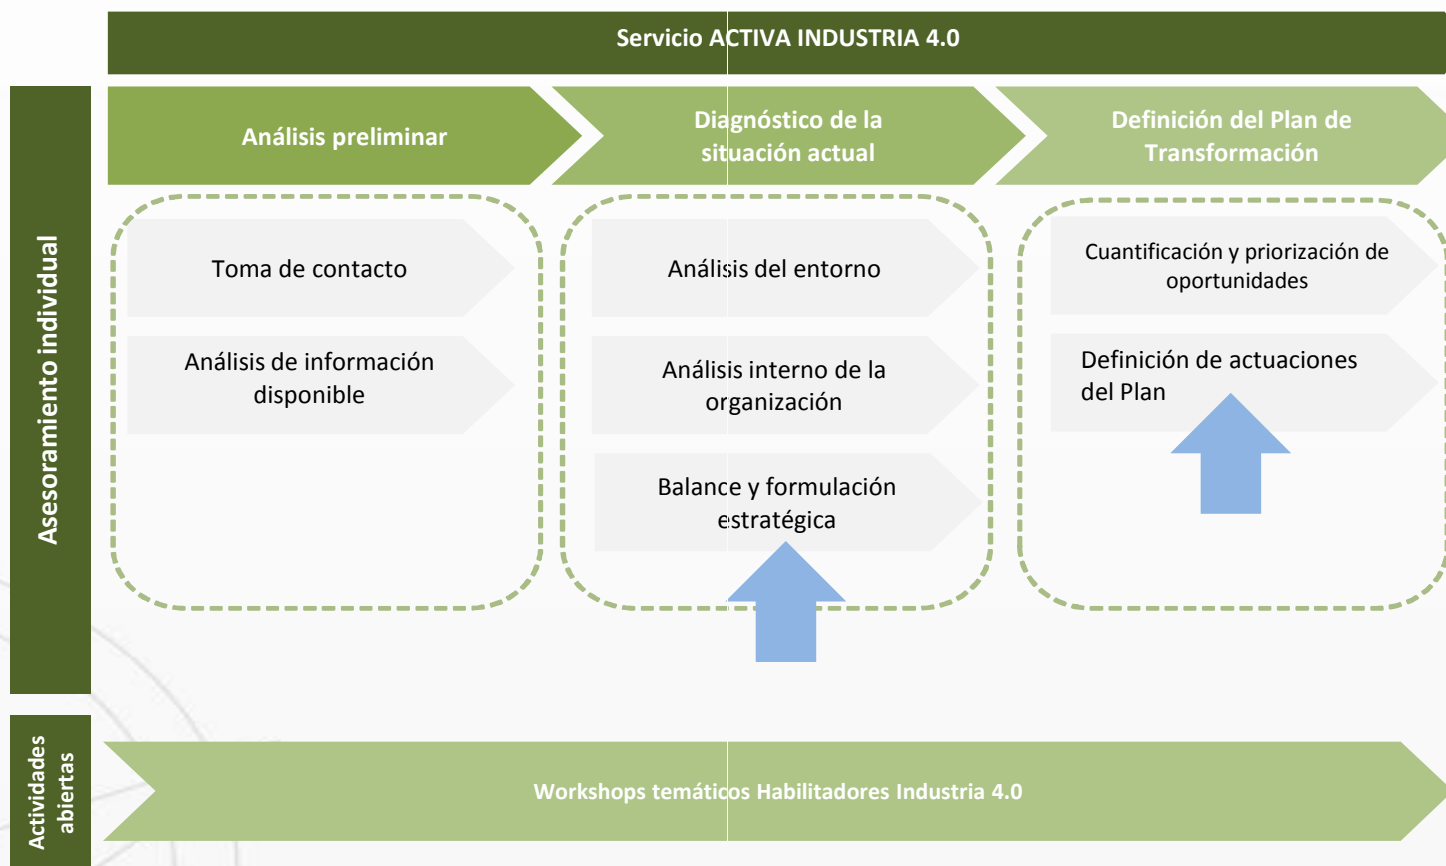 Servicio ACTIVA INDUSTRIA 4.0
Asesoramiento individual
Análisis preliminar
Diagnóstico de la
situación actual
Definición del Plan de
Transformación
Toma de contacto
Análisis de información
disponible
Análisis del entorno
Análisis interno de la
organización
Balance y formulación
estratégica
Cuantificación y priorización de
oportunidades
Definición de actuaciones
del Plan
Actividades
abiertas
Workshops temáticos Habilitadores Industria 4.0